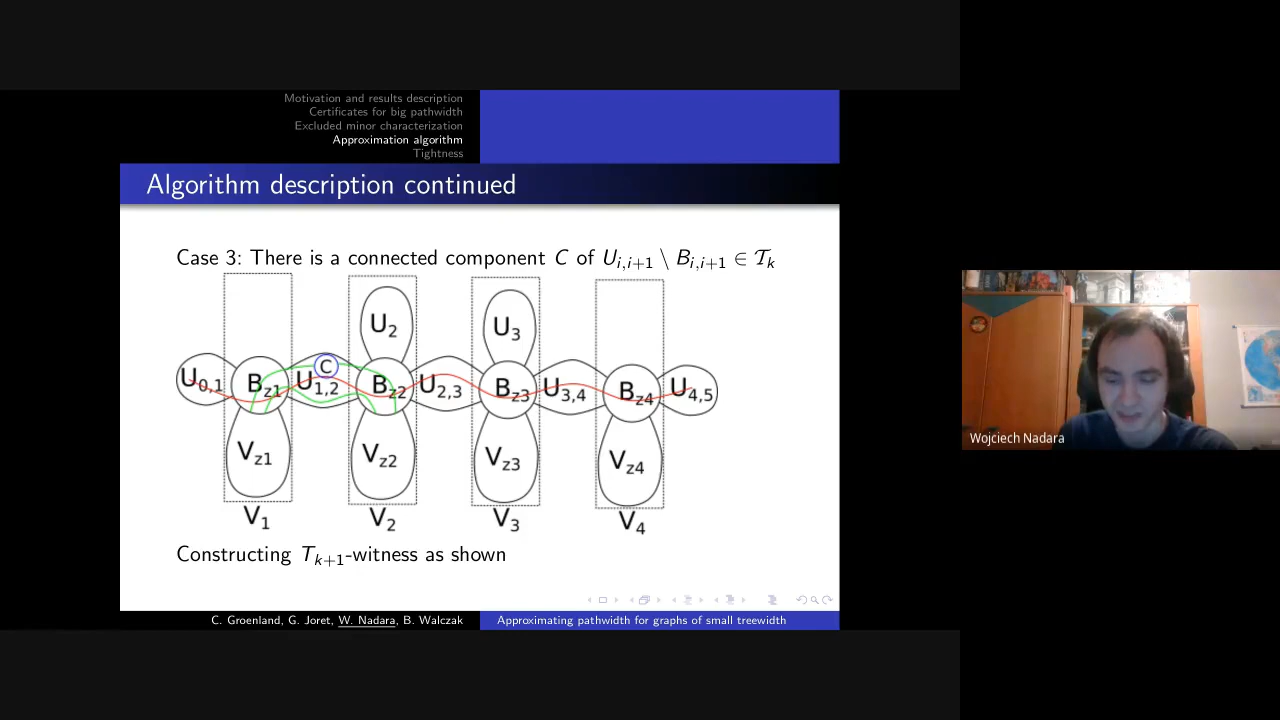 Motivation and results description
Certificates for big pathwidth
Excluded minor characterization
Approximation algorithm
Tightness
Algorithm description continued
Case 3: There is a connected component C of U_{i,i+1} \ B_{i,i+1} ∈ 𝒯_k
C
U_2
U_3
U_{0,1} B_{z1} U_{1,2} B_{z2} U_{2,3} B_{z3} U_{3,4} B_{z4} U_{4,5}
V_{z1} V_{z2} V_{z3} V_{z4}
V_1 V_2 V_3 V_4
Wojciech Nadara
Constructing T_{k+1}-witness as shown
C. Groenland, G. Joret, W. Nadara, B. Walczak
Approximating pathwidth for graphs of small treewidth